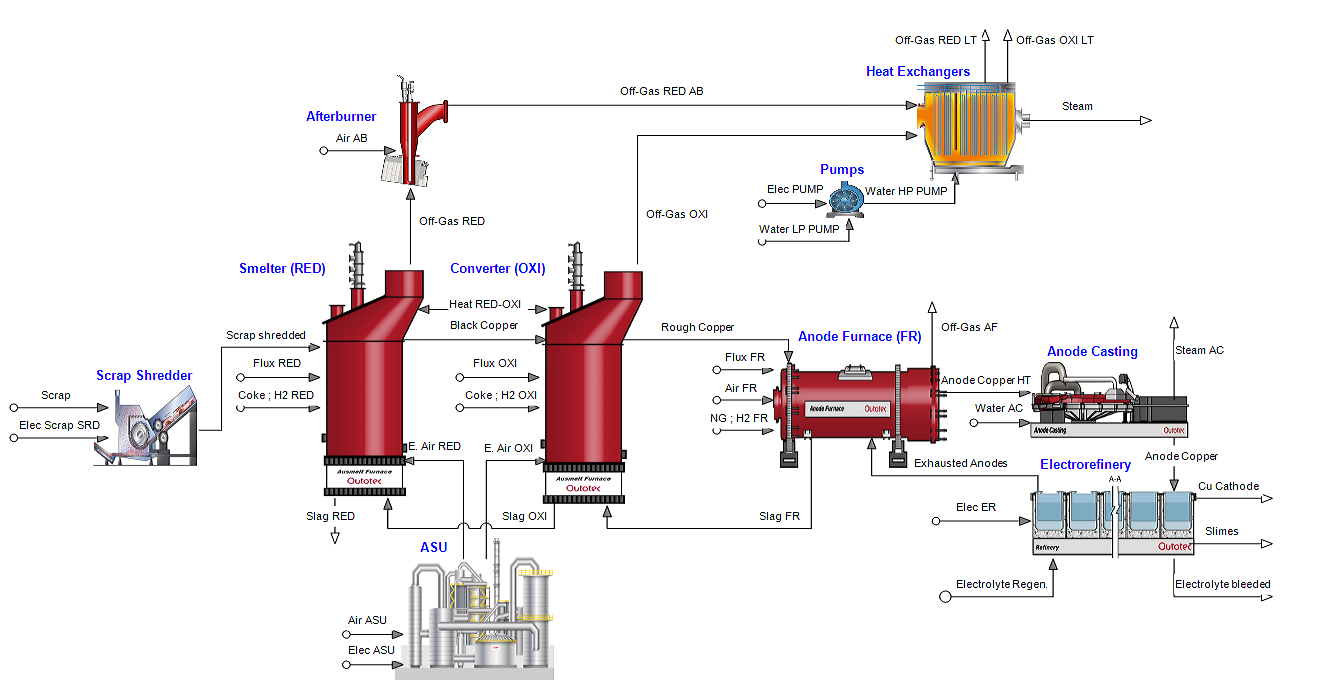 Off-Gas RED LT
Off-Gas OXI LT
Heat Exchangers
Off-Gas RED AB
Steam
Afterburner
Air AB
Pumps
Elec PUMP
Water HP PUMP
Water LP PUMP
Off-Gas RED
Off-Gas OXI
Smelter (RED)
Converter (OXI)
Heat RED-OXI
Black Copper
Rough Copper
Scrap shredded
Off-Gas AF
Anode Furnace (FR)
Anode Casting
Steam AC
Flux RED
Flux OXI
Flux FR
Scrap Shredder
Anode Copper HT
Air FR
Scrap
Coke ; H2 RED
Coke ; H2 OXI
Anode Furnace
Outotec
Water AC
NG ; H2 FR
Elec Scrap SRD
Anode Casting
Outotec
E. Air RED
E. Air OXI
Anode Copper
Exhausted Anodes
Electrorefinery
Ausmelt Furnace
Outotec
Ausmelt Furnace
Outotec
A-A
Cu Cathode
Elec ER
Slag RED
Slag OXI
Slag FR
Slimes
ASU
Refinery
Outotec
Electrolyte Regen.
Electrolyte bleeded
Air ASU
Elec ASU